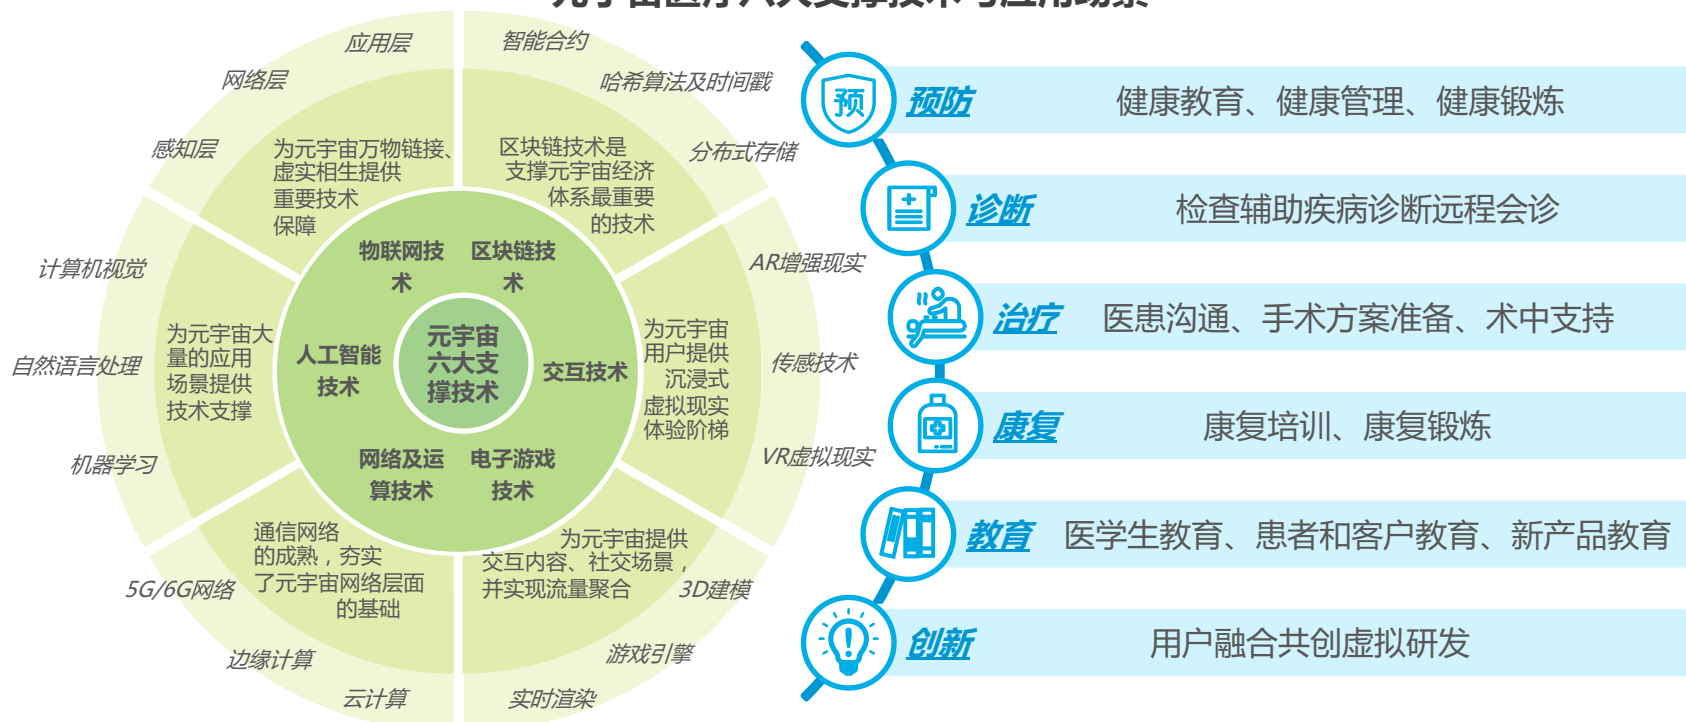 元宇宙医疗六大支撑技术与应用场景
应用层
网络层
感知层
智能合约
哈希算法及时间戳
分布式存储
为元宇宙万物链接、
虚实相生提供
重要技术
保障
区块链技术是
支撑元宇宙经济
体系最重要
的技术
物联网技
术
区块链技
术
计算机视觉
自然语言处理
机器学习
为元宇宙大
量的应用
场景提供
技术支撑
人工智能
技术
元宇宙
六大支
撑技术
交互技术
为元宇宙
用户提供
沉浸式
虚拟现实
体验阶梯
AR增强现实
传感技术
VR虚拟现实
网络及运
算技术
电子游戏
技术
通信网络
的成熟，夯实
了元宇宙网络层面
的基础
为元宇宙提供
交互内容、社交场景，
并实现流量聚合
5G/6G网络
边缘计算
云计算
3D建模
游戏引擎
实时渲染
预
预防 健康教育、健康管理、健康锻炼
诊断 检查辅助疾病诊断远程会诊
治疗 医患沟通、手术方案准备、术中支持
康复 康复培训、康复锻炼
教育 医学生教育、患者和客户教育、新产品教育
创新 用户融合共创虚拟研发